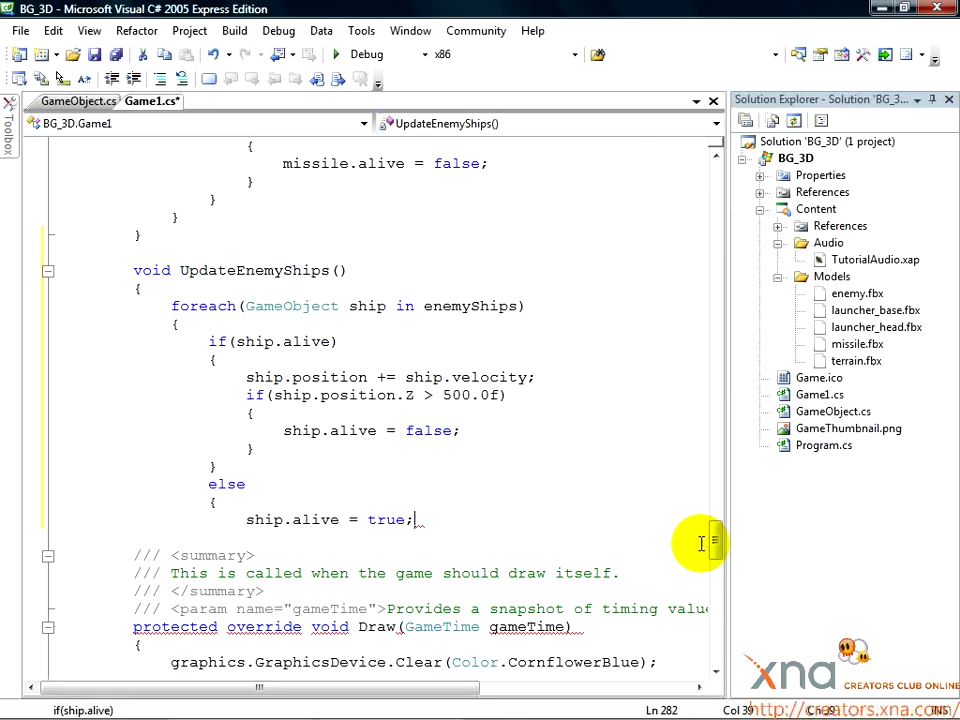 BG_3D - Microsoft Visual C# 2005 Express Edition
File Edit View Refactor Project Build Debug Data Tools Window Community Help
Debug x86
GameObject.cs Game1.cs*
BG_3D.Game1 UpdateEnemyShips()
Toolbox
{
missile.alive = false;
}
}
}
}
void UpdateEnemyShips()
{
foreach(GameObject ship in enemyShips)
{
if(ship.alive)
{
ship.position += ship.velocity;
if(ship.position.Z > 500.0f)
{
ship.alive = false;
}
}
else
{
ship.alive = true;
/// <summary>
/// This is called when the game should draw itself.
/// </summary>
/// <param name="gameTime">Provides a snapshot of timing value
protected override void Draw(GameTime gameTime)
{
graphics.GraphicsDevice.Clear(Color.CornflowerBlue);
Solution Explorer - Solution 'BG_3...
Solution 'BG_3D' (1 project)
BG_3D
Properties
References
Content
References
Audio
TutorialAudio.xap
Models
enemy.fbx
launcher_base.fbx
launcher_head.fbx
missile.fbx
terrain.fbx
Game.ico
Game1.cs
GameObject.cs
GameThumbnail.png
Program.cs
xna CREATORS CLUB ONLINE
http://creators.xna.com/
if(ship.alive) Ln 282 Col 39 Ch 39 INS